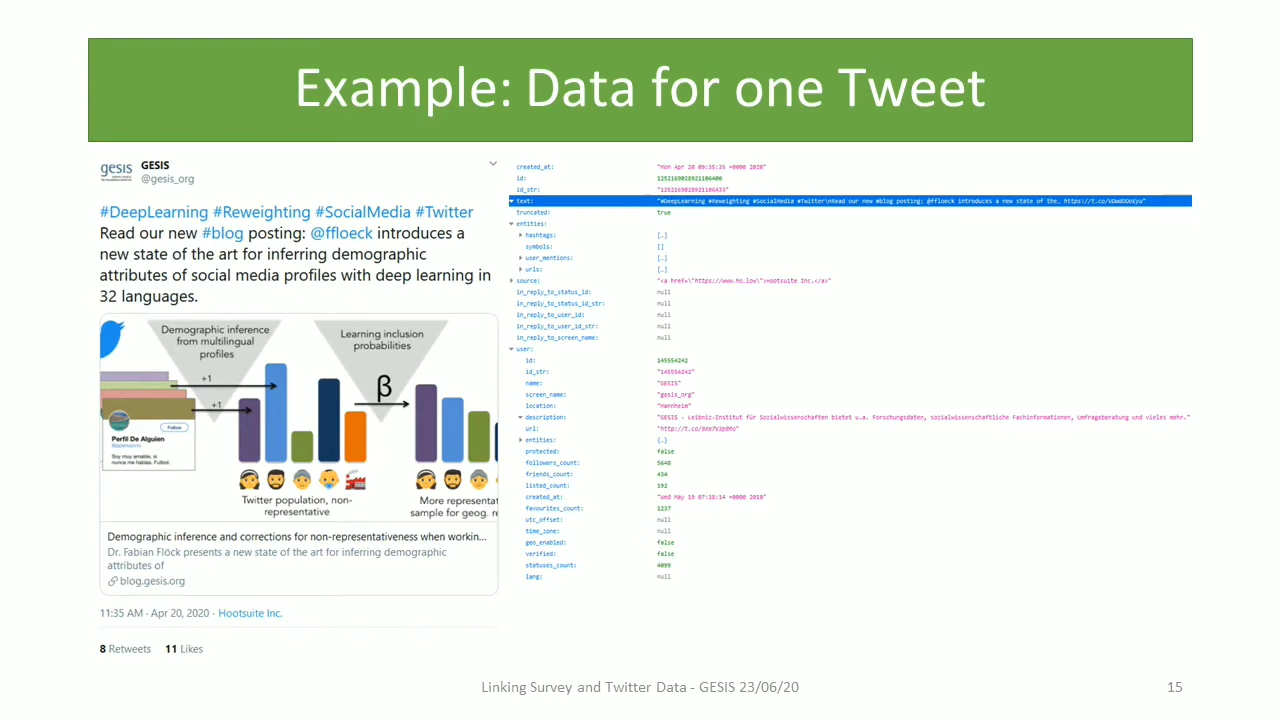 Example: Data for one Tweet
gesis
GESIS
@gesis_org
#DeepLearning #Reweighting #SocialMedia #Twitter
Read our new #blog posting: @ffloeck introduces a
new state of the art for inferring demographic
attributes of social media profiles with deep learning in
32 languages.
Demographic inference
from multilingual
profiles
Learning inclusion
probabilities
+1
+1
β
Follow
Perfil De Alguien
Soy muy amable, si
nunca me hablas. Futbol.
Twitter population, non-
representative
More representat
sample for geog. re
Demographic inference and corrections for non-representativeness when workin...
Dr. Fabian Flöck presents a new state of the art for inferring demographic
attributes of
blog.gesis.org
11:35 AM · Apr 20, 2020 · Hootsuite Inc.
8 Retweets 11 Likes
created_at: "Mon Apr 20 09:35:35 +0000 2020"
id: 1252169028921106400
id_str: "1252169028921106433"
text: "#DeepLearning #Reweighting #SocialMedia #Twitter\nRead our new #blog posting: @ffloeck introduces a new state of the…
truncated: true
entities:
hashtags: […]
symbols: []
user_mentions: […]
urls: […]
source: "<a href=\"https://www.ho…low\">Hootsuite Inc.</a>"
in_reply_to_status_id: null
in_reply_to_status_id_str: null
in_reply_to_user_id: null
in_reply_to_user_id_str: null
in_reply_to_screen_name: null
user:
id: 145554242
id_str: "145554242"
name: "GESIS"
screen_name: "gesis_org"
location: "Mannheim"
description: "GESIS - Leibniz-Institut für Sozialwissenschaften bietet u.a. Forschungsdaten, sozialwissenschaftliche Fachinformationen, Umfrageberatung und vieles mehr."
url:
entities: {…}
protected: false
followers_count: 5648
friends_count: 434
listed_count: 192
created_at: "Wed May 19 07:38:14 +0000 2010"
favourites_count: 1237
utc_offset: null
time_zone: null
geo_enabled: false
verified: false
statuses_count: 4099
lang: null
Linking Survey and Twitter Data - GESIS 23/06/20
15